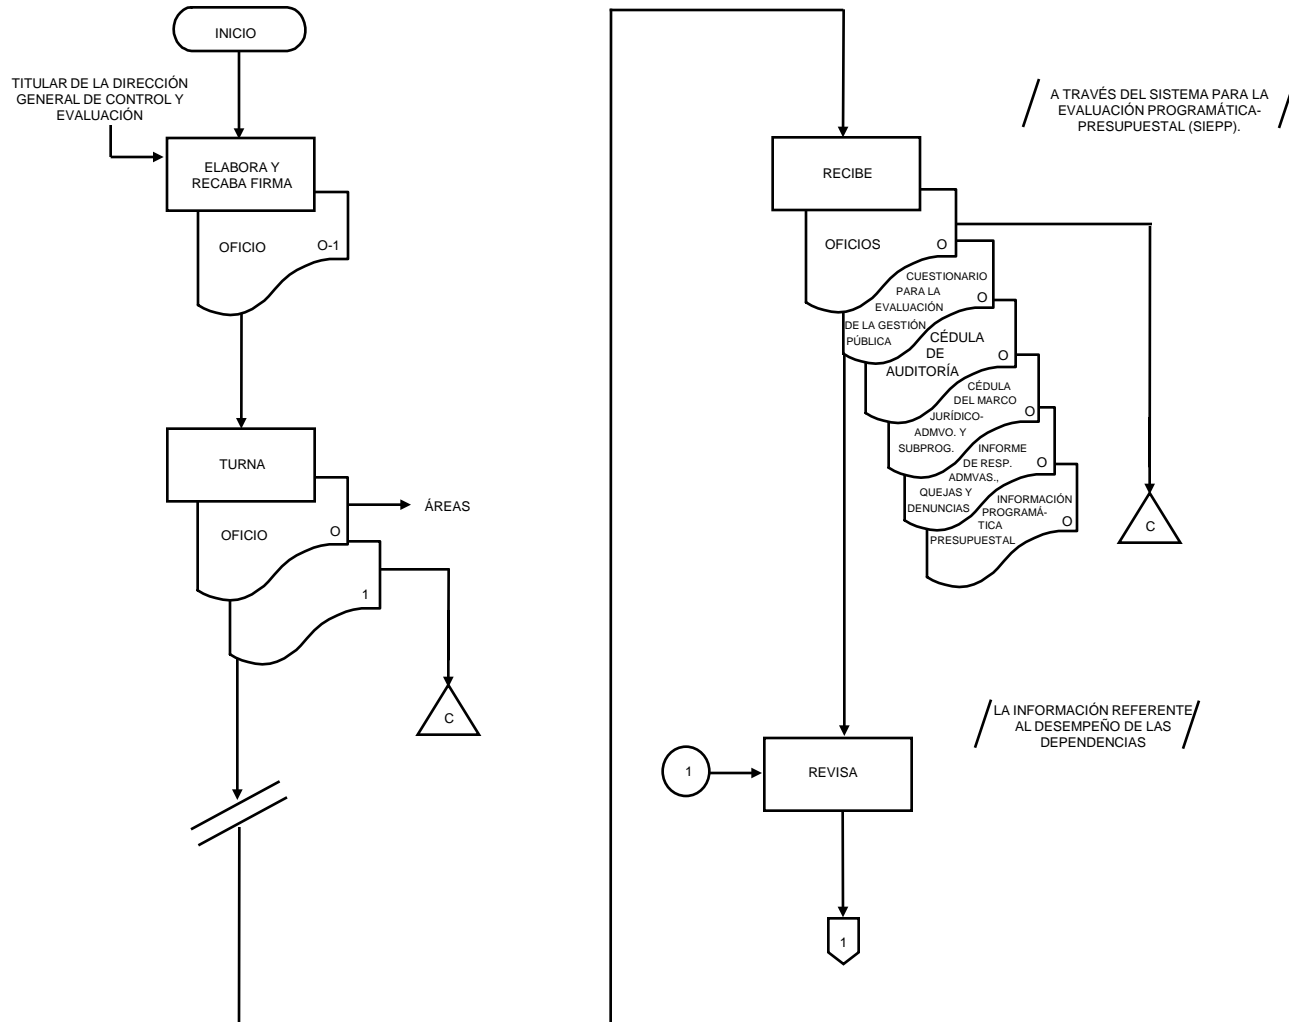 INICIO
TITULAR DE LA DIRECCIÓN
GENERAL DE CONTROL Y
EVALUACIÓN
ELABORA Y
RECABA FIRMA
OFICIO
O-1
TURNA
OFICIO
O
ÁREAS
1
C
A TRAVÉS DEL SISTEMA PARA LA
EVALUACIÓN PROGRAMÁTICA-
PRESUPUESTAL (SIEPP).
RECIBE
OFICIOS
O
CUESTIONARIO
PARA LA
EVALUACIÓN
DE LA GESTIÓN
PÚBLICA
O
CÉDULA
DE
AUDITORÍA
O
CÉDULA
DEL MARCO
JURÍDICO-
ADMVO. Y
SUBPROG.
O
INFORME
DE RESP.
ADMVAS.,
QUEJAS Y
DENUNCIAS
O
INFORMACIÓN
PROGRAMÁ-
TICA
PRESUPUESTAL
O
C
LA INFORMACIÓN REFERENTE
AL DESEMPEÑO DE LAS
DEPENDENCIAS
1
REVISA
1